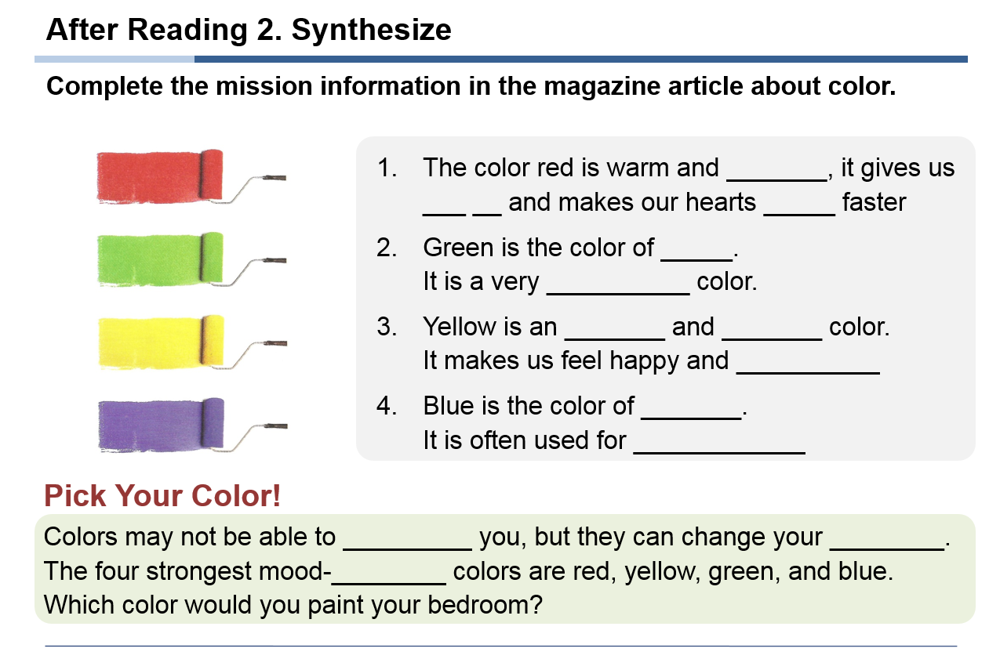 After Reading 2. Synthesize
Complete the mission information in the magazine article about color.
1. The color red is warm and _______, it gives us
___ __ and makes our hearts _____ faster
2. Green is the color of _____.
It is a very __________ color.
3. Yellow is an _______ and _______ color.
It makes us feel happy and __________
4. Blue is the color of _______.
It is often used for ____________
Pick Your Color!
Colors may not be able to _________ you, but they can change your ________.
The four strongest mood-________ colors are red, yellow, green, and blue.
Which color would you paint your bedroom?